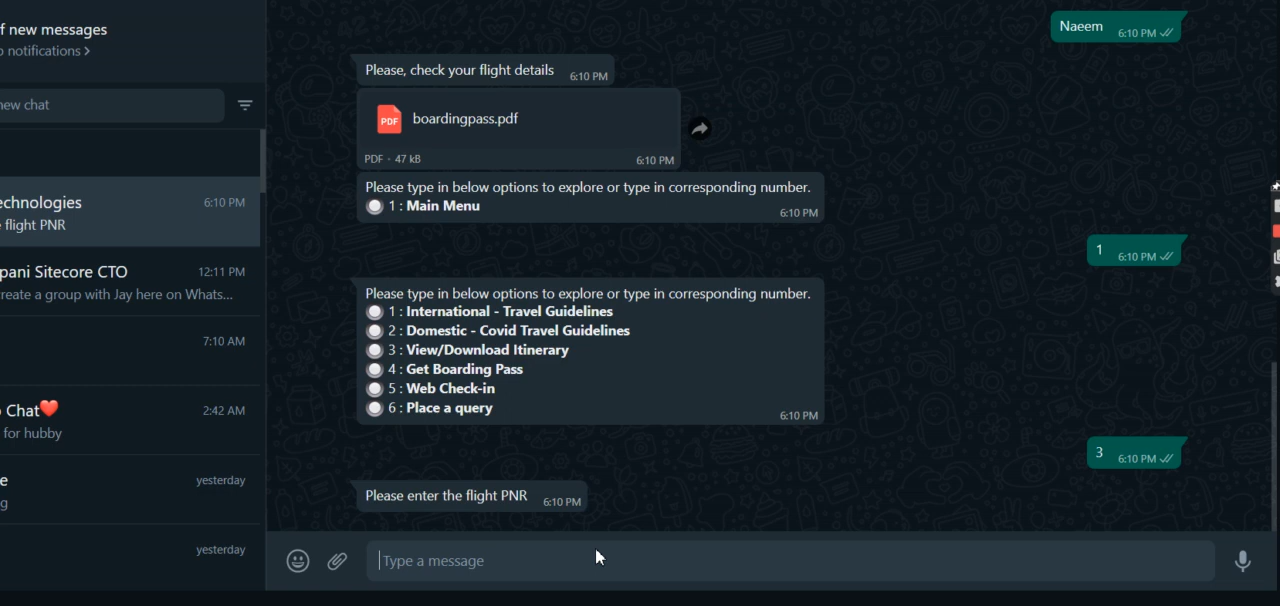 f new messages
notifications >
new chat
echnologies
6:10 PM
flight PNR
pani Sitecore CTO
12:11 PM
reate a group with Jay here on Whats...
7:10 AM
Chat❤️
2:42 AM
for hubby
e
yesterday
g
yesterday
Naeem 6:10 PM
Please, check your flight details 6:10 PM
PDF boardingpass.pdf
PDF • 47 kB 6:10 PM
Please type in below options to explore or type in corresponding number.
1 : Main Menu
6:10 PM
1 6:10 PM
Please type in below options to explore or type in corresponding number.
1 : International - Travel Guidelines
2 : Domestic - Covid Travel Guidelines
3 : View/Download Itinerary
4 : Get Boarding Pass
5 : Web Check-in
6 : Place a query
6:10 PM
3 6:10 PM
Please enter the flight PNR 6:10 PM
Type a message